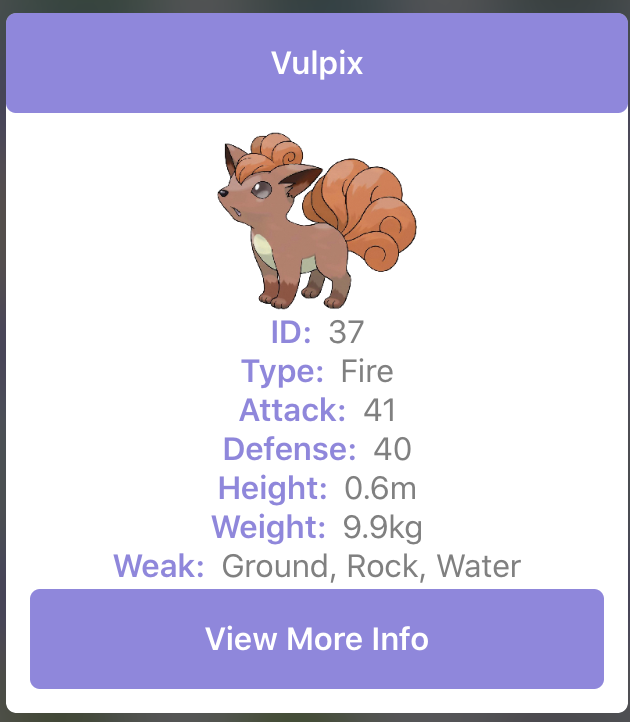 Vulpix
ID: 37
Type: Fire
Attack: 41
Defense: 40
Height: 0.6m
Weight: 9.9kg
Weak: Ground, Rock, Water
View More Info